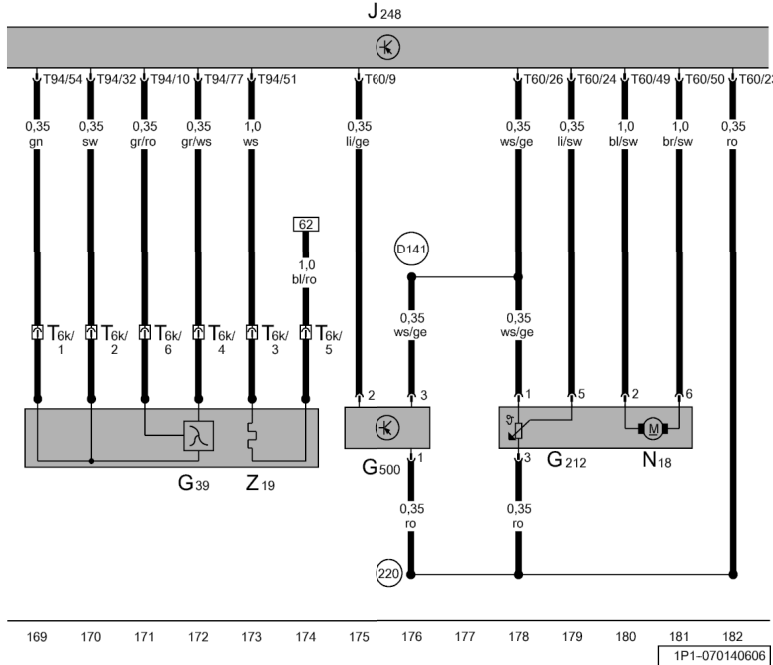 J248
T94/54 T94/32 T94/10 T94/77 T94/51 T60/9 T60/26 T60/24 T60/49 T60/50 T60/23
0,35 0,35 0,35 0,35 1,0 0,35 0,35 0,35 1,0 1,0 0,35
gn sw gr/ro gr/ws ws li/ge ws/ge li/sw bl/sw br/sw ro
62
D141
1,0
bl/ro
0,35 0,35
ws/ge ws/ge
T6k/ T6k/ T6k/ T6k/ T6k/ T6k/
1 2 6 4 3 5
2 3 1 5 2 6
M
G39 Z19 G500 G212 N18
1 3
0,35 0,35
ro ro
220
169 170 171 172 173 174 175 176 177 178 179 180 181 182
1P1-070140606